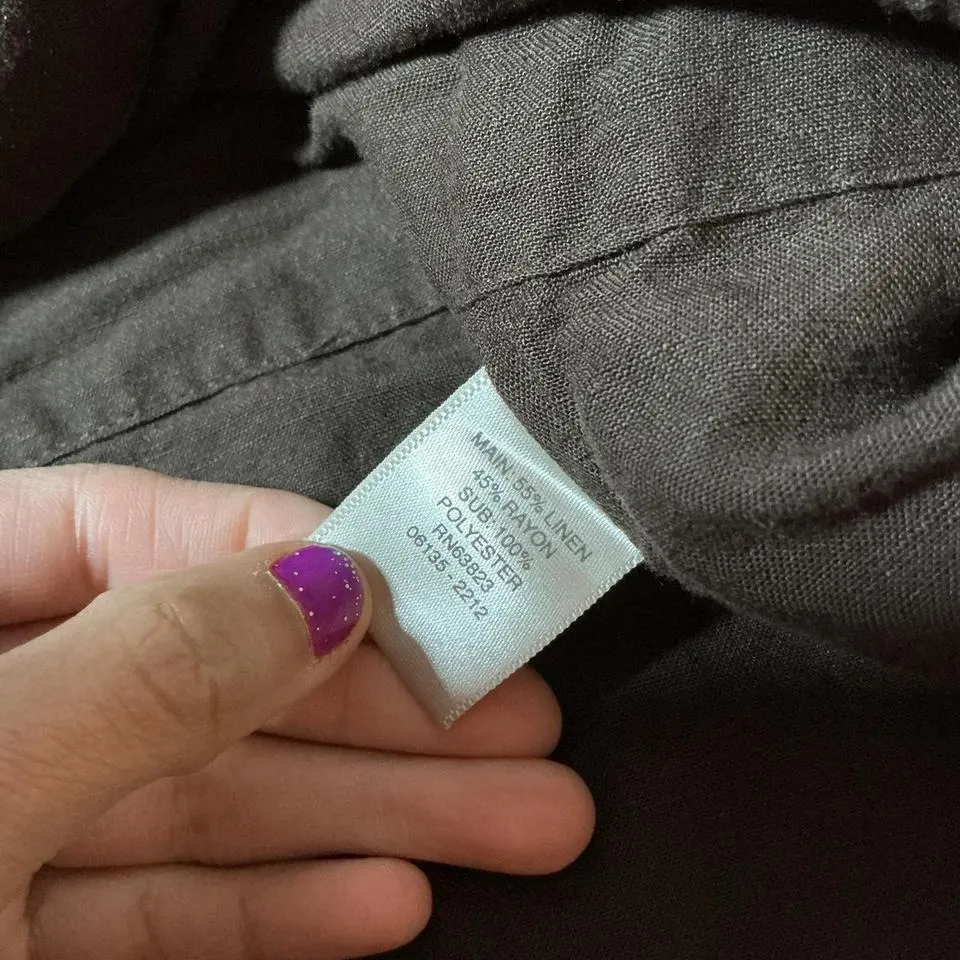 MAIN: 55% LINEN
45% RAYON
SUB: 100%
POLYESTER
RN63823
06135 - 2212